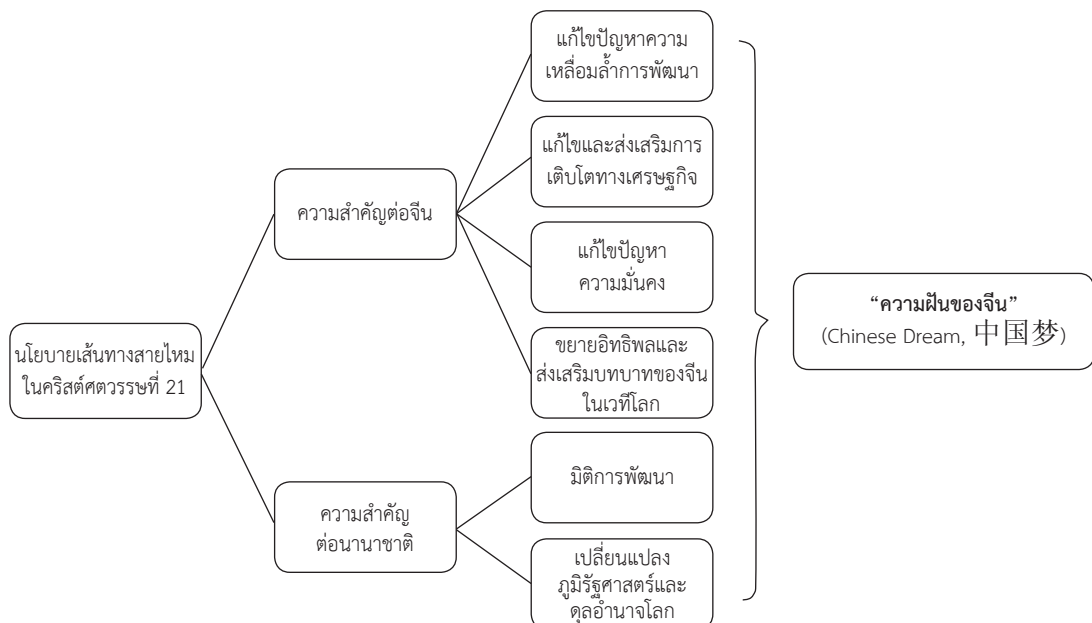 แก้ไขปัญหาความ
เหลื่อมล้ำการพัฒนา
แก้ไขและส่งเสริมการ
เติบโตทางเศรษฐกิจ
ความสำคัญต่อจีน
แก้ไขปัญหา
ความมั่นคง
“ความฝันของจีน”
(Chinese Dream, 中国梦)
นโยบายเส้นทางสายไหม
ในคริสต์ศตวรรษที่ 21
ขยายอิทธิพลและ
ส่งเสริมบทบาทของจีน
ในเวทีโลก
มิติการพัฒนา
ความสำคัญ
ต่อนานาชาติ
เปลี่ยนแปลง
ภูมิรัฐศาสตร์และ
ดุลอำนาจโลก